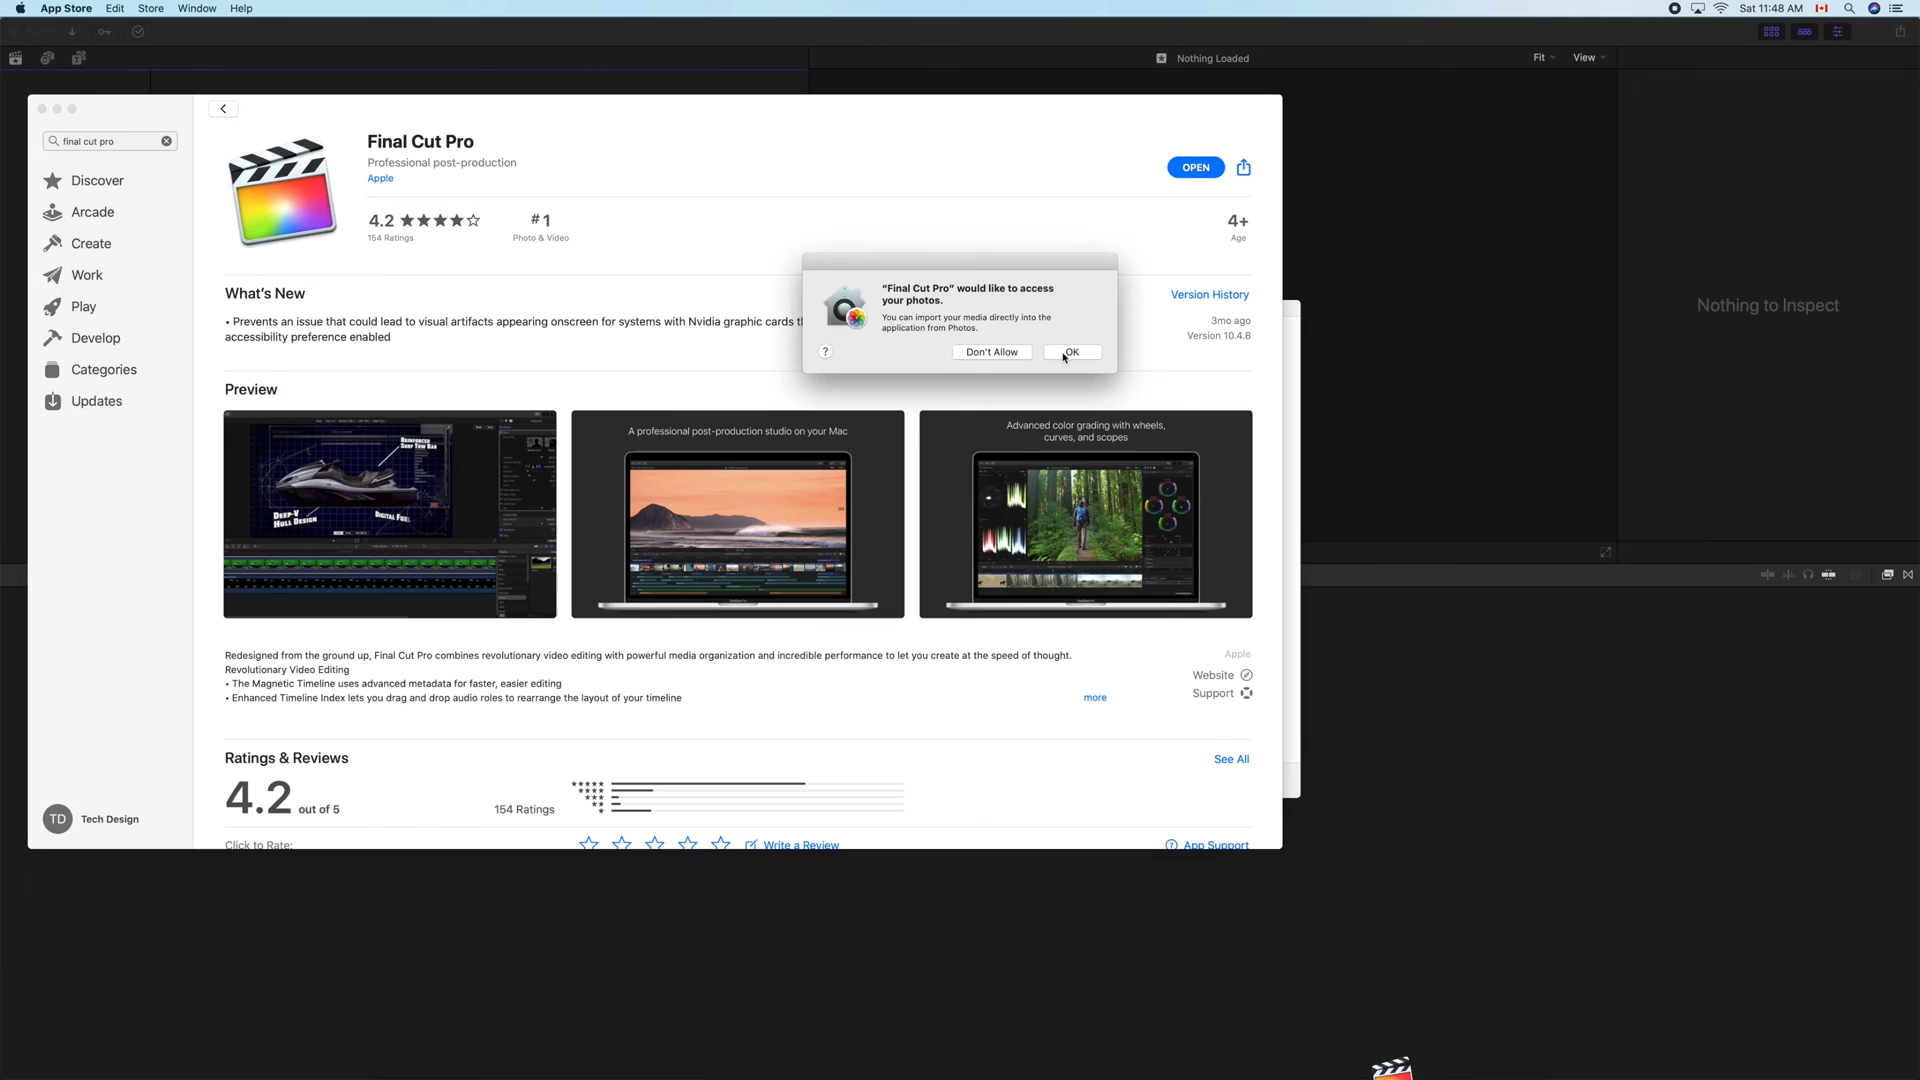 App Store Edit Store Window Help
Sat 11:48 AM
Nothing Loaded
Fit
View
final cut pro
Discover
Arcade
Create
Work
Play
Develop
Categories
Updates
TD Tech Design
Final Cut Pro
Professional post-production
Apple
OPEN
4.2
154 Ratings
#1
Photo & Video
4+
Age
What's New
Version History
• Prevents an issue that could lead to visual artifacts appearing onscreen for systems with Nvidia graphic cards
accessibility preference enabled
3mo ago
Version 10.4.8
"Final Cut Pro" would like to access
your photos.
You can import your media directly into the
application from Photos.
?
Don't Allow
OK
Nothing to Inspect
Preview
REINFORCED
SURF TOW BAR
DEEP-V
HULL DESIGN
DIGITAL FUEL
A professional post-production studio on your Mac
Advanced color grading with wheels,
curves, and scopes
Redesigned from the ground up, Final Cut Pro combines revolutionary video editing with powerful media organization and incredible performance to let you create at the speed of thought.
Revolutionary Video Editing
• The Magnetic Timeline uses advanced metadata for faster, easier editing
• Enhanced Timeline Index lets you drag and drop audio roles to rearrange the layout of your timeline
more
Apple
Website
Support
Ratings & Reviews
See All
4.2 out of 5
154 Ratings
Click to Rate:
Write a Review
App Support